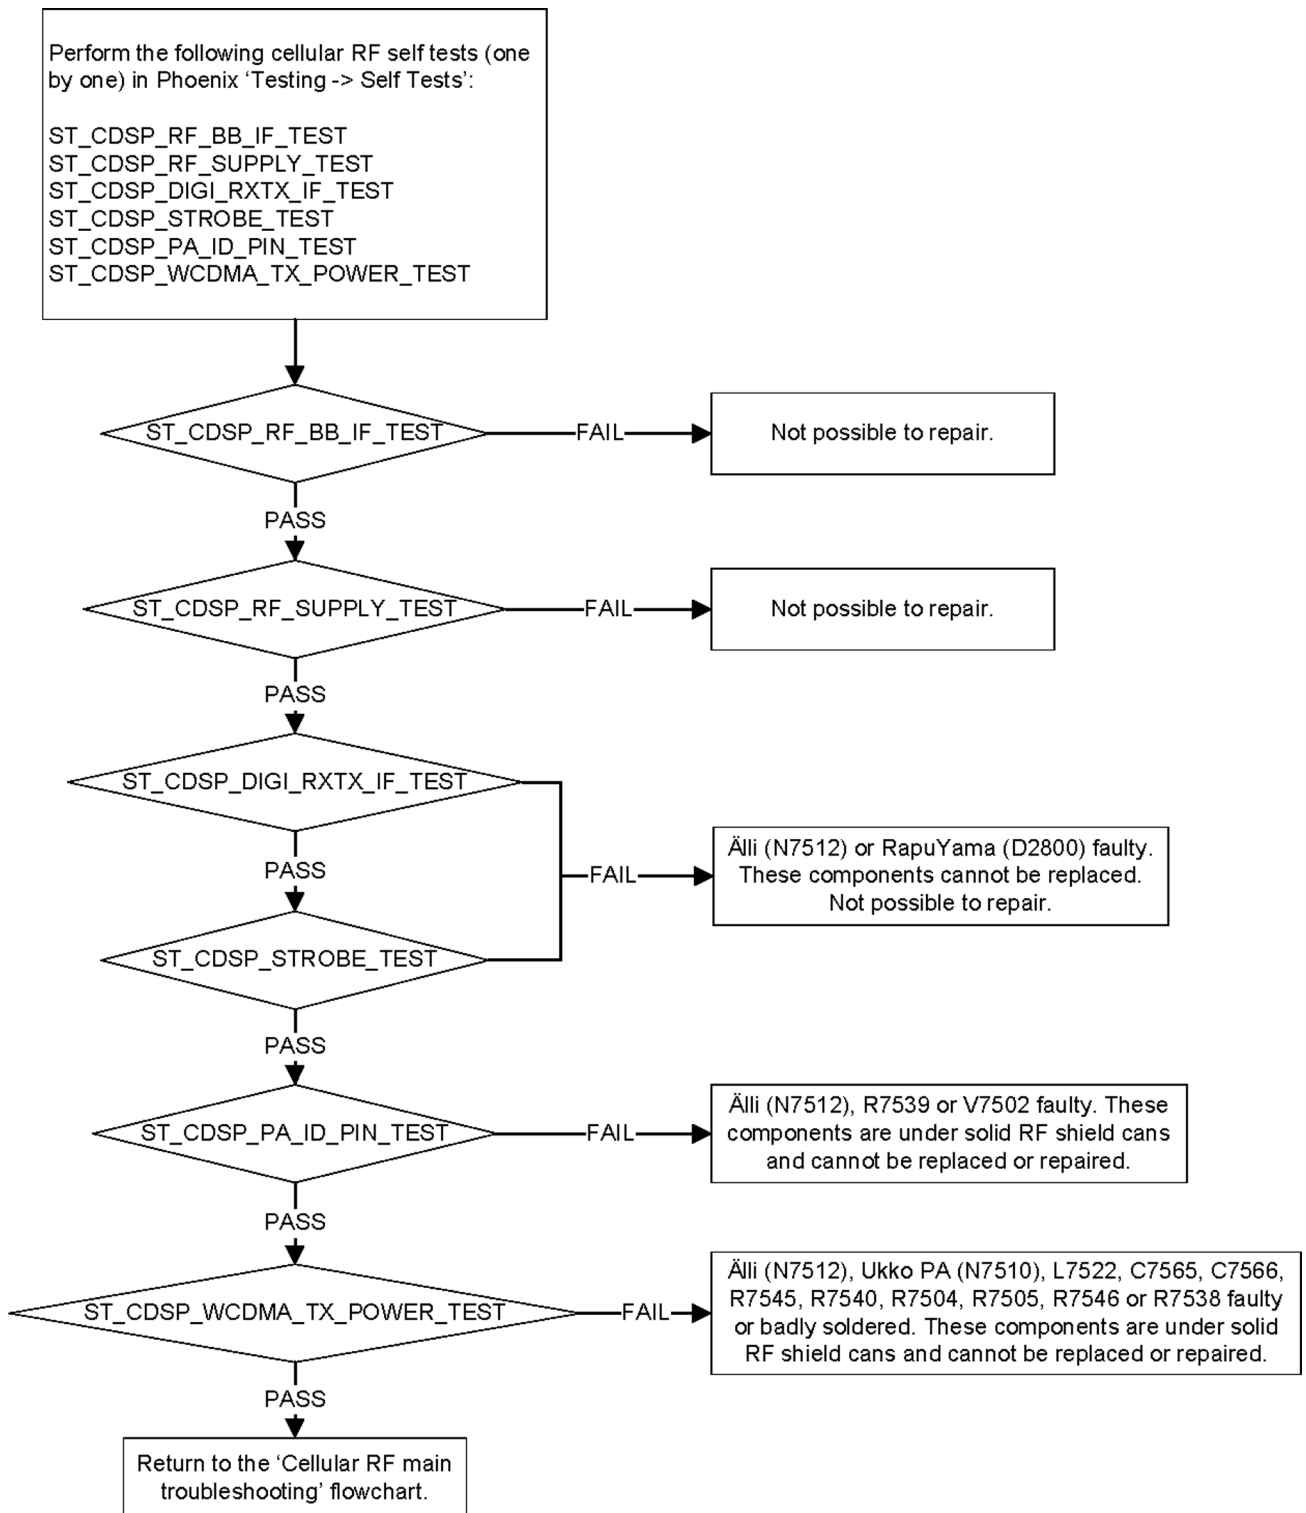 Perform the following cellular RF self tests (one
by one) in Phoenix ‘Testing -> Self Tests’:
ST_CDSP_RF_BB_IF_TEST
ST_CDSP_RF_SUPPLY_TEST
ST_CDSP_DIGI_RXTX_IF_TEST
ST_CDSP_STROBE_TEST
ST_CDSP_PA_ID_PIN_TEST
ST_CDSP_WCDMA_TX_POWER_TEST
ST_CDSP_RF_BB_IF_TEST
FAIL
Not possible to repair.
PASS
ST_CDSP_RF_SUPPLY_TEST
FAIL
Not possible to repair.
PASS
ST_CDSP_DIGI_RXTX_IF_TEST
PASS
FAIL
Älli (N7512) or RapuYama (D2800) faulty.
These components cannot be replaced.
Not possible to repair.
ST_CDSP_STROBE_TEST
PASS
ST_CDSP_PA_ID_PIN_TEST
FAIL
Älli (N7512), R7539 or V7502 faulty. These
components are under solid RF shield cans
and cannot be replaced or repaired.
PASS
ST_CDSP_WCDMA_TX_POWER_TEST
FAIL
Älli (N7512), Ukko PA (N7510), L7522, C7565, C7566,
R7545, R7540, R7504, R7505, R7546 or R7538 faulty
or badly soldered. These components are under solid
RF shield cans and cannot be replaced or repaired.
PASS
Return to the ‘Cellular RF main
troubleshooting’ flowchart.